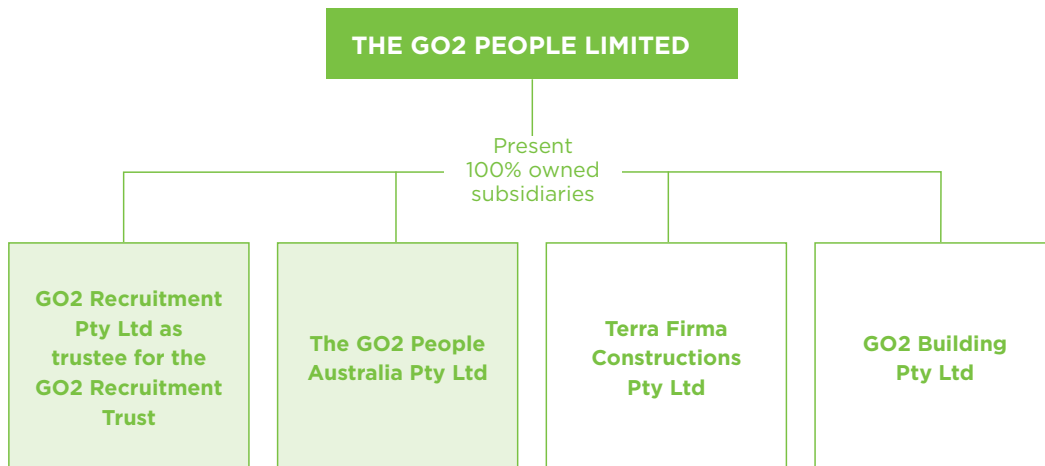 THE GO2 PEOPLE LIMITED
Present
100% owned
subsidiaries
GO2 Recruitment
Pty Ltd as
trustee for the
GO2 Recruitment
Trust
The GO2 People
Australia Pty Ltd
Terra Firma
Constructions
Pty Ltd
GO2 Building
Pty Ltd